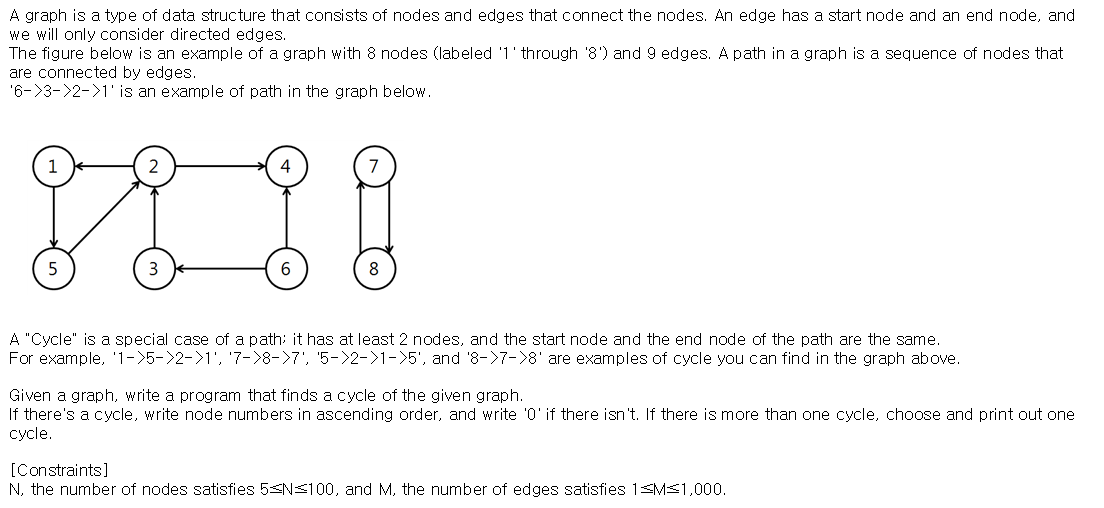 A graph is a type of data structure that consists of nodes and edges that connect the nodes. An edge has a start node and an end node, and
we will only consider directed edges.
The figure below is an example of a graph with 8 nodes (labeled '1' through '8') and 9 edges. A path in a graph is a sequence of nodes that
are connected by edges.
'6->3->2->1' is an example of path in the graph below.
1 2 4 7
5 3 6 8
A "Cycle" is a special case of a path; it has at least 2 nodes, and the start node and the end node of the path are the same.
For example, '1->5->2->1', '7->8->7', '5->2->1->5', and '8->7->8' are examples of cycle you can find in the graph above.
Given a graph, write a program that finds a cycle of the given graph.
If there's a cycle, write node numbers in ascending order, and write '0' if there isn't. If there is more than one cycle, choose and print out one
cycle.
[Constraints]
N, the number of nodes satisfies 5≤N≤100, and M, the number of edges satisfies 1≤M≤1,000.